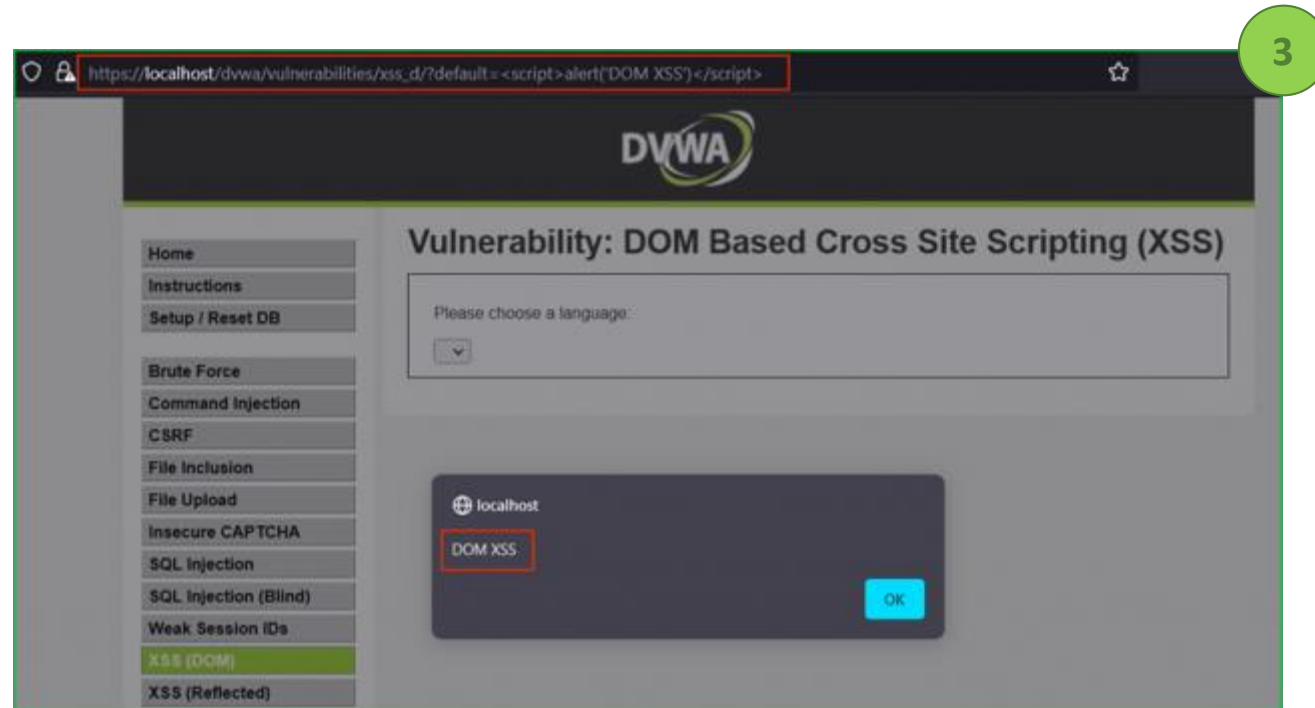 3
https://localhost/dvwa/vulnerabilities/xss_d/?default=<script>alert('DOM XSS')</script>
DVWA
Vulnerability: DOM Based Cross Site Scripting (XSS)
Home
Instructions
Setup / Reset DB
Please choose a language:
Brute Force
Command Injection
CSRF
File Inclusion
File Upload
Insecure CAPTCHA
SQL Injection
SQL Injection (Blind)
Weak Session IDs
XSS (DOM)
XSS (Reflected)
localhost
DOM XSS
OK